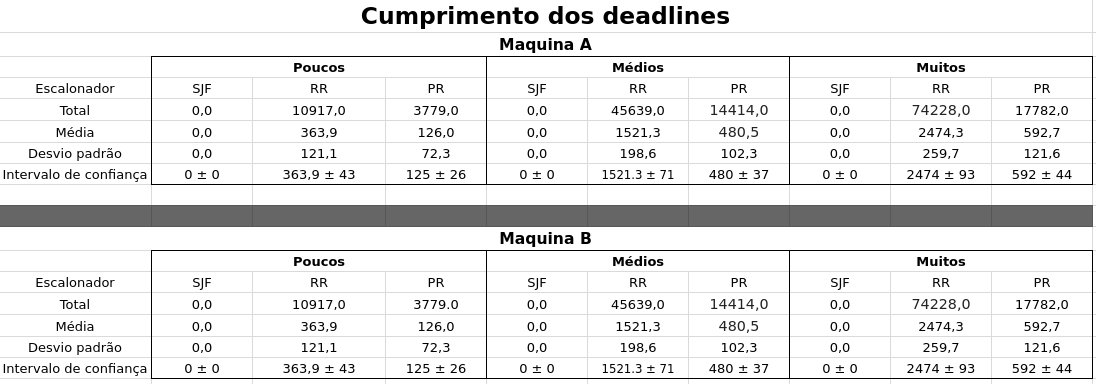 Cumprimento dos deadlines
Maquina A
Poucos Médios Muitos
Escalonador SJF RR PR SJF RR PR SJF RR PR
Total 0,0 10917,0 3779,0 0,0 45639,0 14414,0 0,0 74228,0 17782,0
Média 0,0 363,9 126,0 0,0 1521,3 480,5 0,0 2474,3 592,7
Desvio padrão 0,0 121,1 72,3 0,0 198,6 102,3 0,0 259,7 121,6
Intervalo de confiança 0 ± 0 363,9 ± 43 125 ± 26 0 ± 0 1521.3 ± 71 480 ± 37 0 ± 0 2474 ± 93 592 ± 44
Maquina B
Poucos Médios Muitos
Escalonador SJF RR PR SJF RR PR SJF RR PR
Total 0,0 10917,0 3779.0 0,0 45639,0 14414,0 0,0 74228,0 17782,0
Média 0,0 363,9 126,0 0,0 1521,3 480,5 0,0 2474,3 592,7
Desvio padrão 0,0 121,1 72,3 0,0 198,6 102,3 0,0 259,7 121,6
Intervalo de confiança 0 ± 0 363,9 ± 43 125 ± 26 0 ± 0 1521.3 ± 71 480 ± 37 0 ± 0 2474 ± 93 592 ± 44